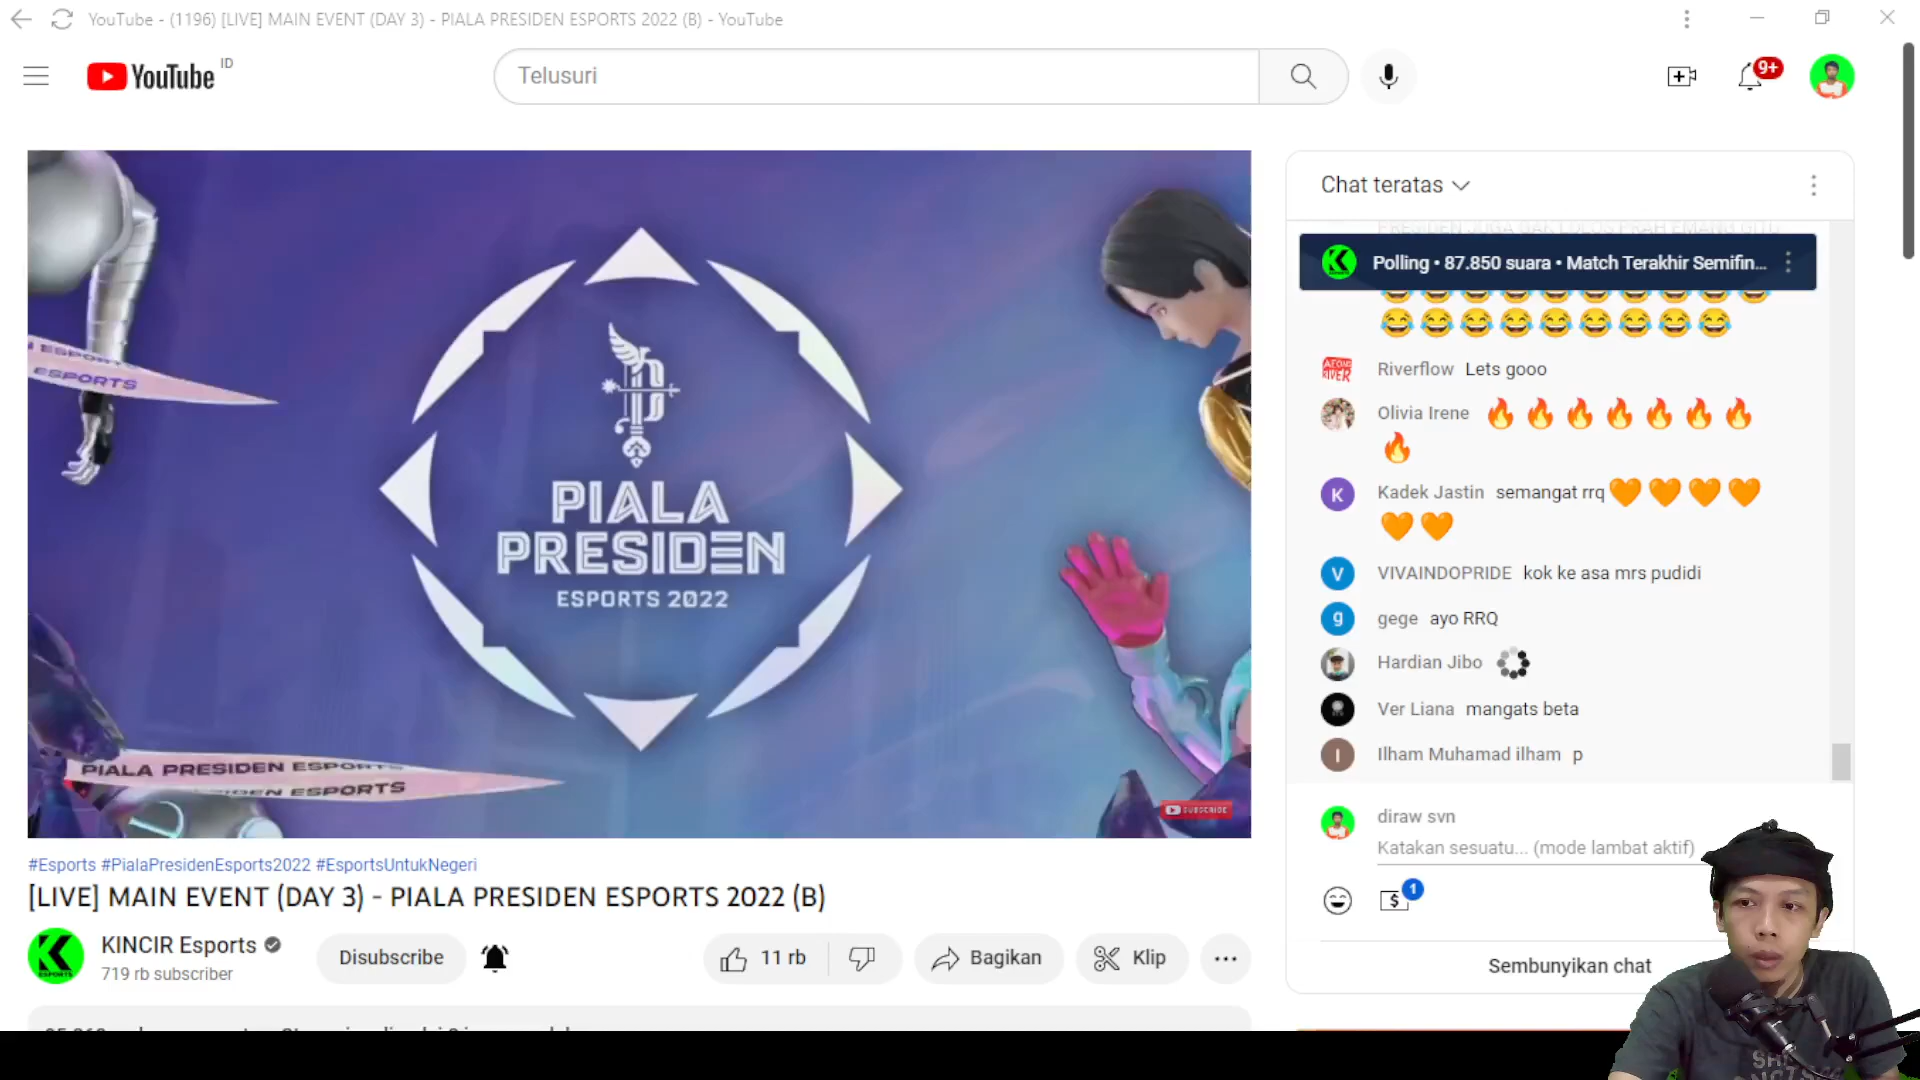 YouTube - (1196) [LIVE] MAIN EVENT (DAY 3) - PIALA PRESIDEN ESPORTS 2022 (B) - YouTube
YouTube ID
Telusuri
9+
N ESPORTS
ESPORTS
PIALA
PRESIDEN
ESPORTS 2022
PIALA PRESIDEN ESPORTS
ESPORTS
SUBSCRIBE
#Esports #PialaPresidenEsports2022 #EsportsUntukNegeri
[LIVE] MAIN EVENT (DAY 3) - PIALA PRESIDEN ESPORTS 2022 (B)
KINCIR Esports
719 rb subscriber
Disubscribe
11 rb
Bagikan
Klip
Chat teratas
Polling • 87.850 suara • Match Terakhir Semifin...
Riverflow Lets gooo
Olivia Irene 🔥🔥🔥🔥🔥🔥🔥
🔥
K Kadek Jastin semangat rrq🧡🧡🧡🧡
🧡🧡
V VIVAINDOPRIDE kok ke asa mrs pudidi
g gege ayo RRQ
Hardian Jibo
Ver Liana mangats beta
I Ilham Muhamad ilham p
diraw svn
Katakan sesuatu... (mode lambat aktif)
$ 1
Sembunyikan chat